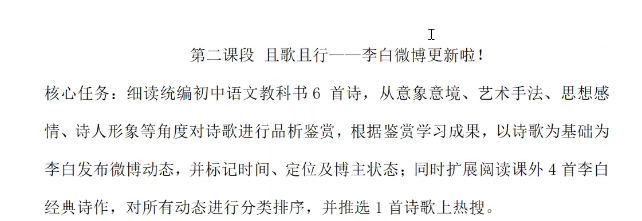 第二课段 且歌且行——李白微博更新啦！
核心任务：细读统编初中语文教科书6 首诗，从意象意境、艺术手法、思想感
情、诗人形象等角度对诗歌进行品析鉴赏，根据鉴赏学习成果，以诗歌为基础为
李白发布微博动态，并标记时间、定位及博主状态；同时扩展阅读课外4首李白
经典诗作，对所有动态进行分类排序，并推选1首诗歌上热搜。